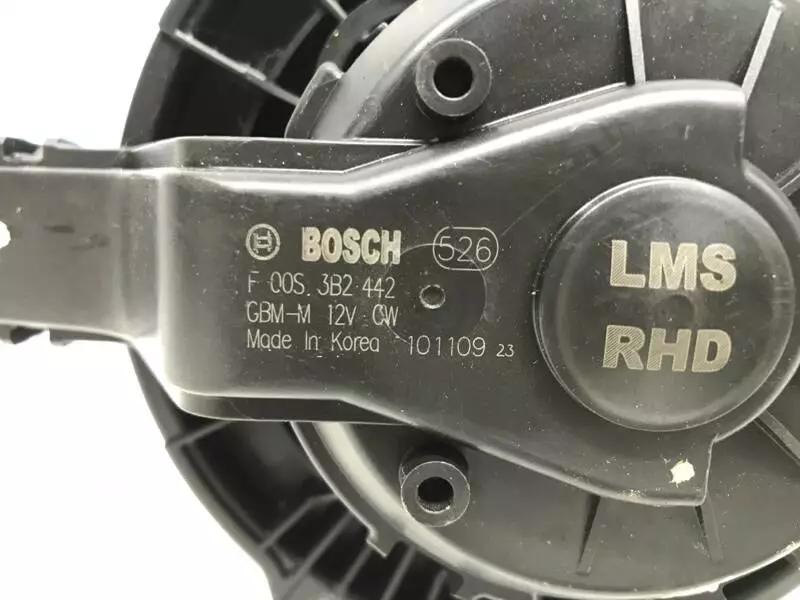 BOSCH 526
F 00S 3B2 442
GBM-M 12V CW
Made In Korea 101109 23
LMS
RHD